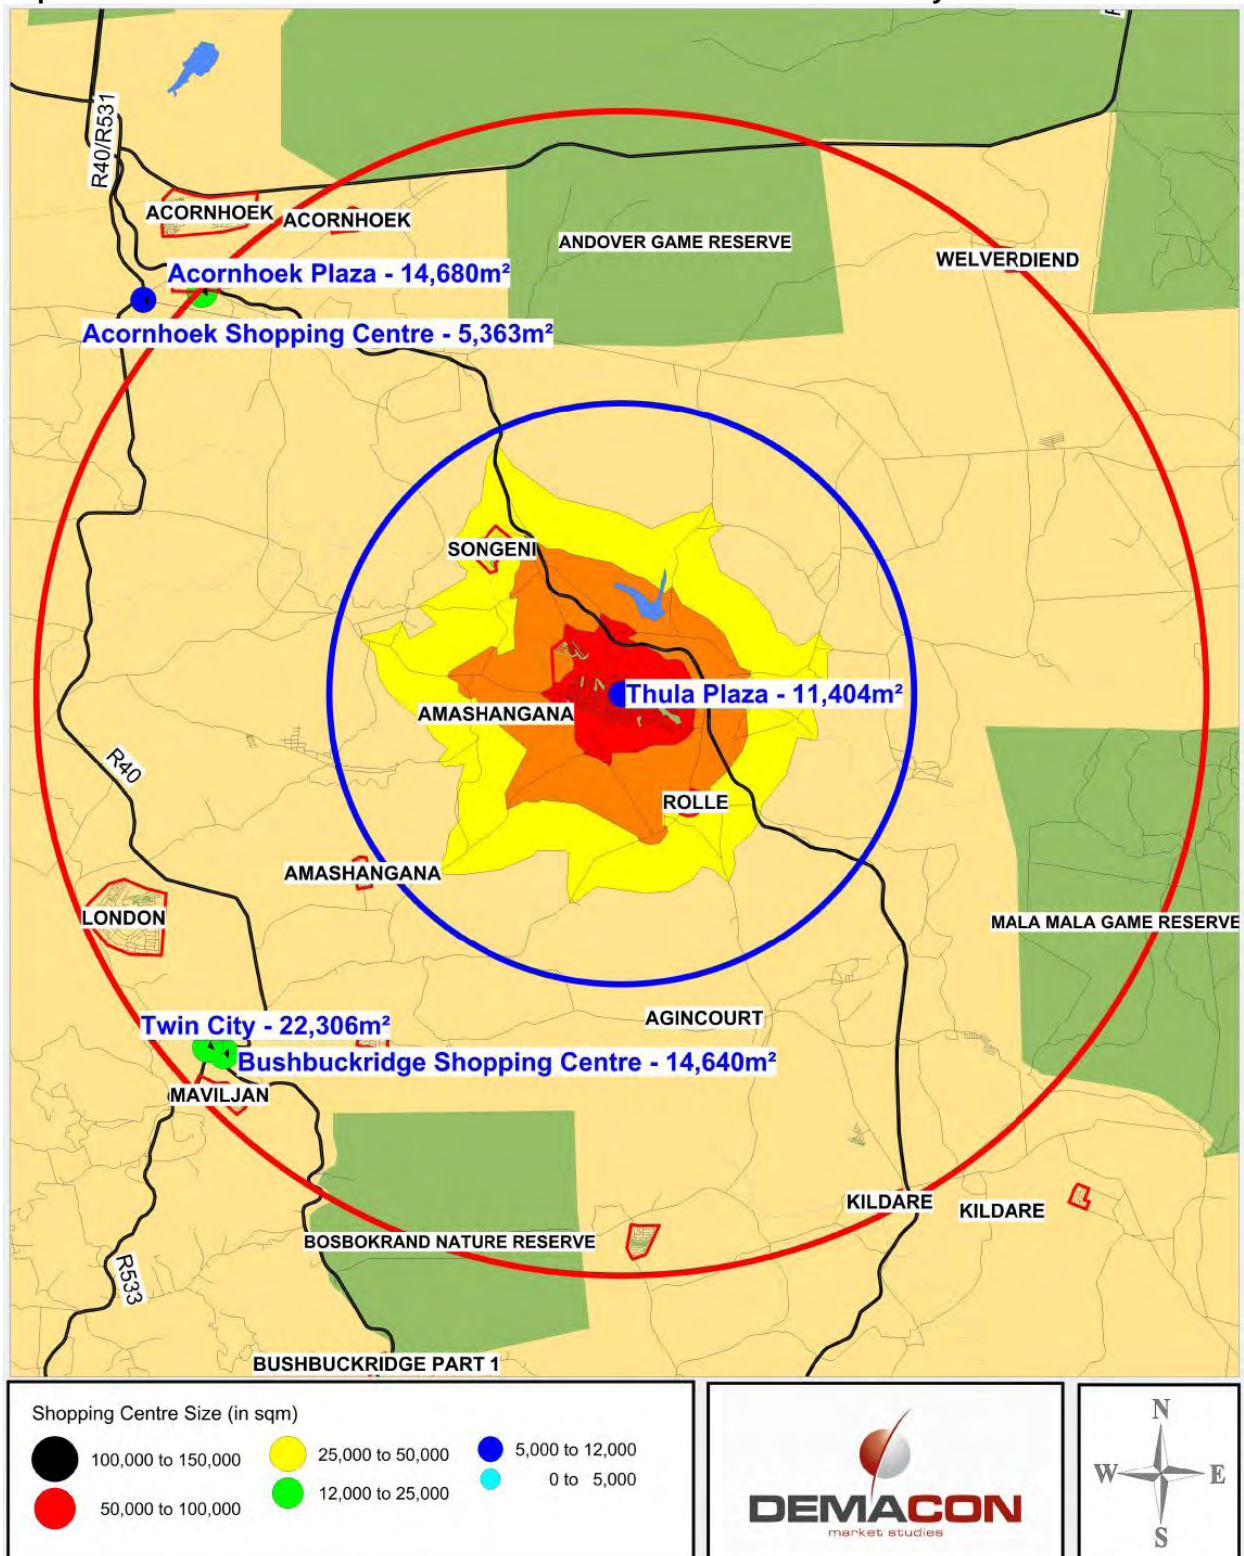 R40/R531
ACORNHOEK
ACORNHOEK
ANDOVER GAME RESERVE
WELVERDIEND
Acornhoek Plaza - 14,680m²
Acornhoek Shopping Centre - 5,363m²
SONGENI
Thula Plaza - 11,404m²
AMASHANGANA
R40
ROLLE
AMASHANGANA
LONDON
MALA MALA GAME RESERVE
AGINCOURT
Twin City - 22,306m²
Bushbuckridge Shopping Centre - 14,640m²
MAVILJAN
KILDARE
KILDARE
BOSBOKRAND NATURE RESERVE
R533
BUSHBUCKRIDGE PART 1
Shopping Centre Size (in sqm)
100,000 to 150,000
50,000 to 100,000
25,000 to 50,000
12,000 to 25,000
5,000 to 12,000
0 to 5,000
DEMACON
market studies
N
W E
S